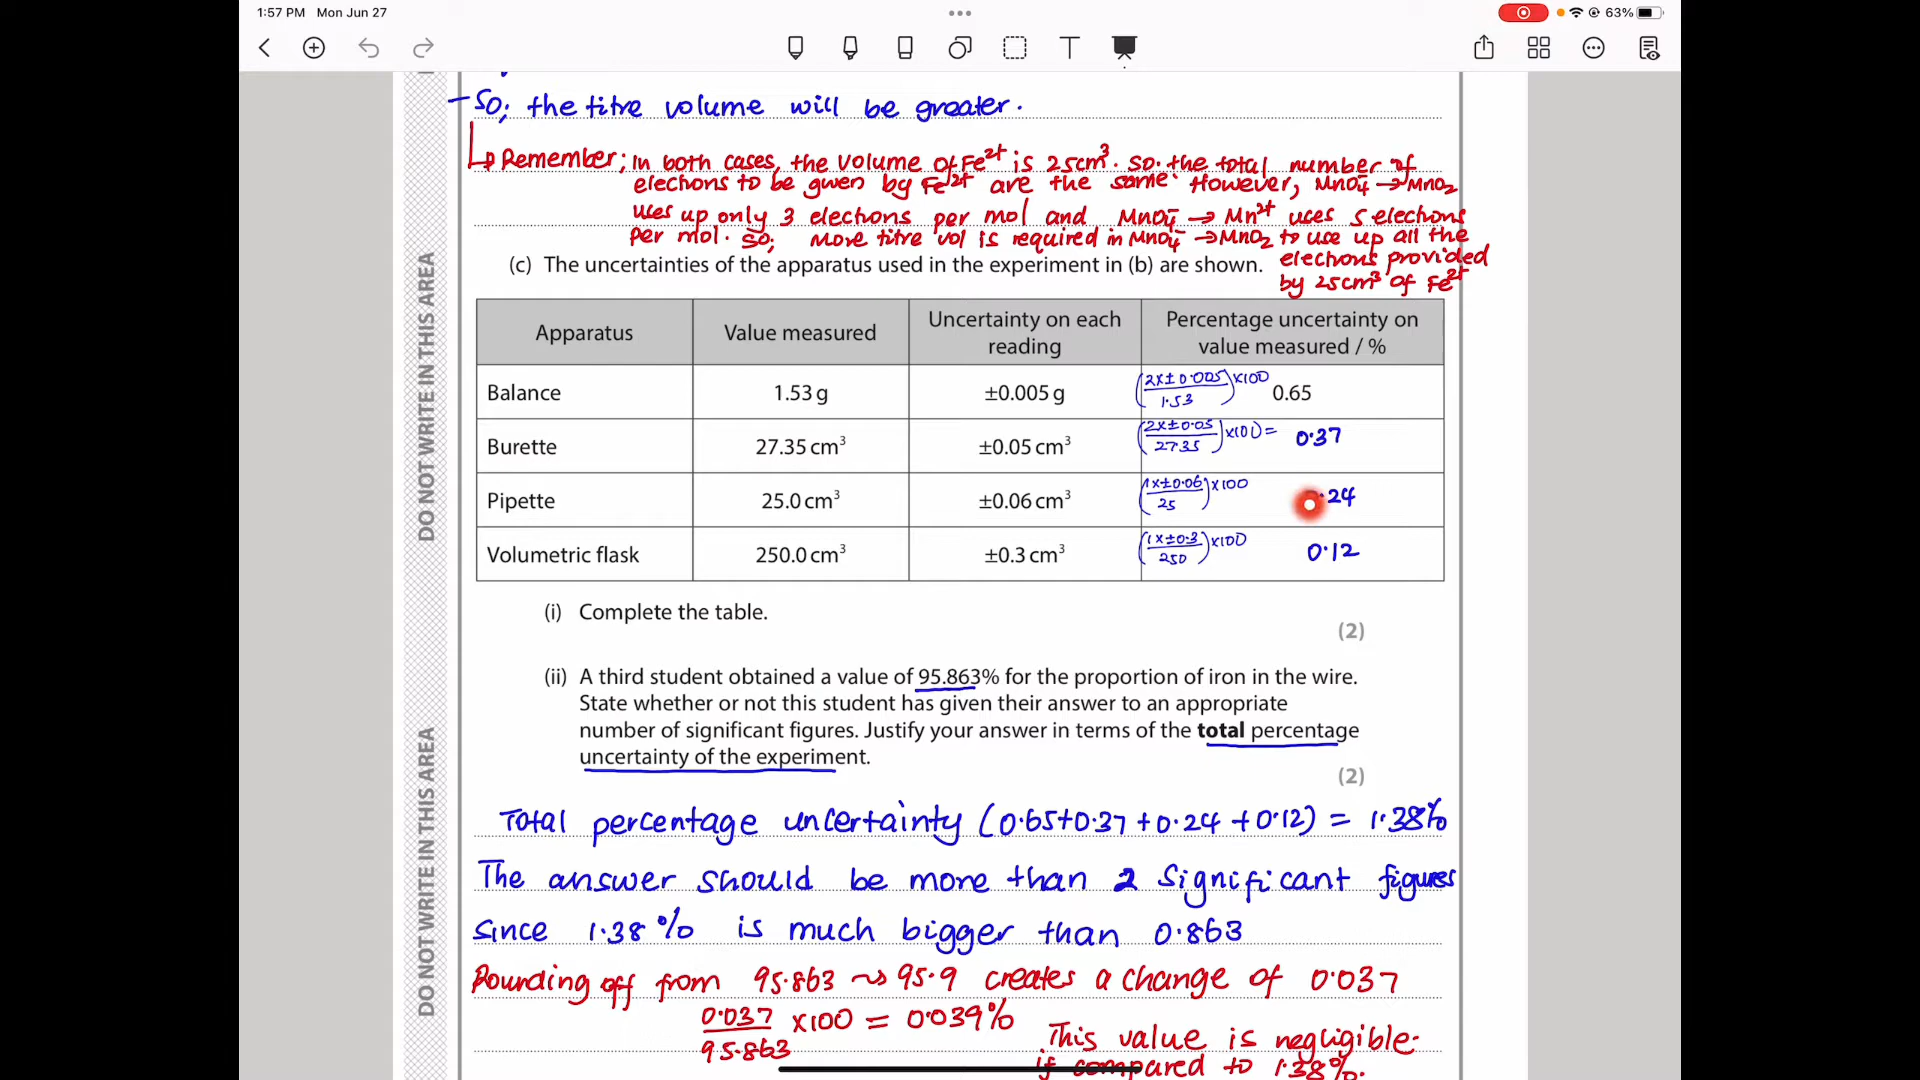 1:57 PM Mon Jun 27
63%
- So; the titre volume will be greater.
Remember; In both cases, the volume of Fe²⁺ is 25cm³. So the total number of
elechons to be given by Fe²⁺ are the same. However, MnO₄⁻ → MnO₂
uses up only 3 elechons per mol and MnO₄⁻ → Mn²⁺ uses 5 elechons
per mol. So; More titre vol is required in MnO₄⁻ → MnO₂ to use up all the
elechons provided
by 25cm³ of Fe²⁺
(c) The uncertainties of the apparatus used in the experiment in (b) are shown.
Apparatus Value measured Uncertainty on each reading Percentage uncertainty on value measured / %
Balance 1.53 g ±0.005 g (2x±0.005/1.53)x100 0.65
Burette 27.35 cm³ ±0.05 cm³ (2x±0.05/27.35)x100= 0.37
Pipette 25.0 cm³ ±0.06 cm³ (1x±0.06/25)x100 .24
Volumetric flask 250.0 cm³ ±0.3 cm³ (1x±0.3/250)x100 0.12
(i) Complete the table.
(2)
(ii) A third student obtained a value of 95.863% for the proportion of iron in the wire.
State whether or not this student has given their answer to an appropriate
number of significant figures. Justify your answer in terms of the total percentage
uncertainty of the experiment.
(2)
Total percentage uncertainty (0.65+0.37+0.24+0.12) = 1.38%
The answer should be more than 2 significant figures
since 1.38% is much bigger than 0.863
Rounding off from 95.863 ~> 95.9 creates a change of 0.037
0.037/95.863 x100 = 0.039%
This value is negligible.
if compared to 1.38%.
DO NOT WRITE IN THIS AREA
DO NOT WRITE IN THIS AREA